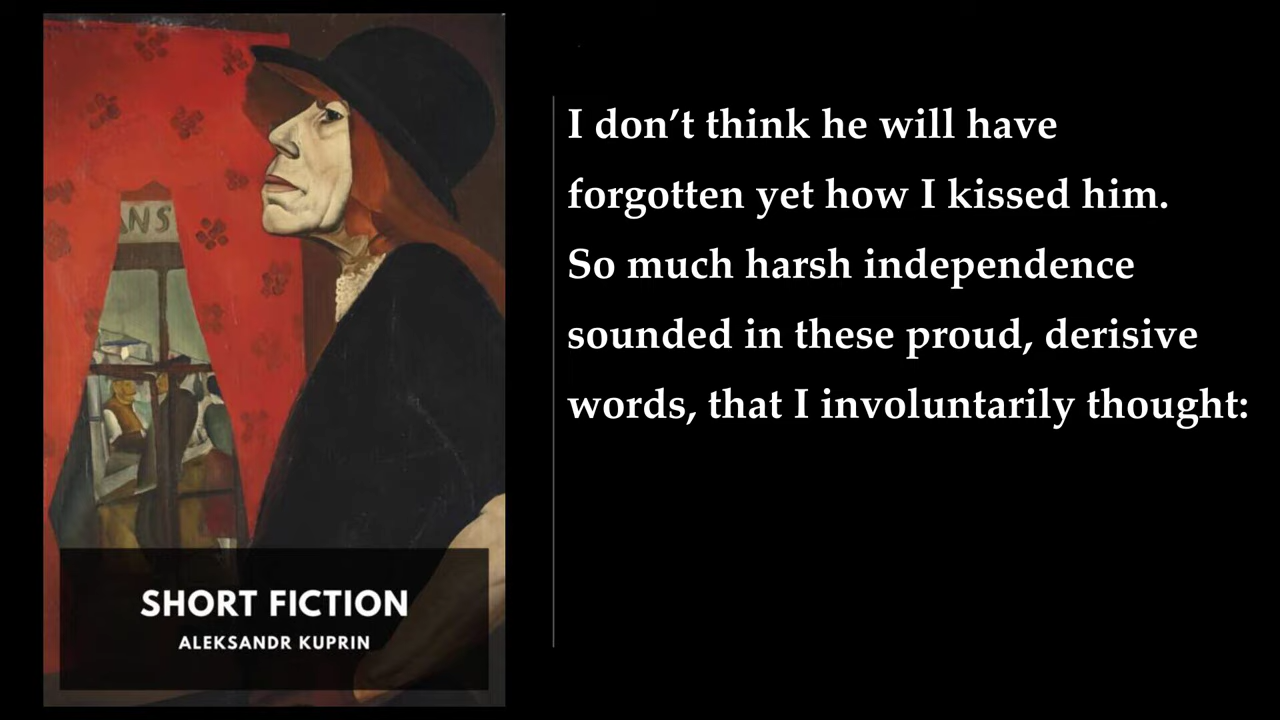 ANS
SHORT FICTION
ALEKSANDR KUPRIN
I don’t think he will have
forgotten yet how I kissed him.
So much harsh independence
sounded in these proud, derisive
words, that I involuntarily thought: